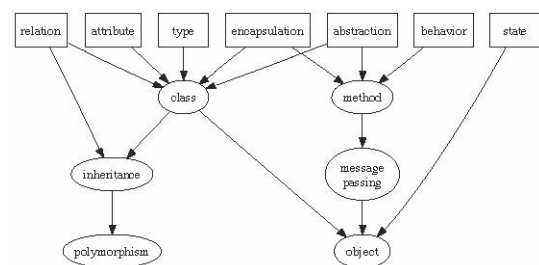 relation
attribute
type
encapsulation
abstraction
behavior
state
class
method
inheritance
message
passing
polymorphism
object